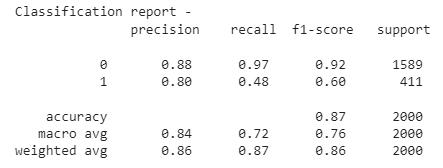 Classification report -
precision recall f1-score support
0 0.88 0.97 0.92 1589
1 0.80 0.48 0.60 411
accuracy 0.87 2000
macro avg 0.84 0.72 0.76 2000
weighted avg 0.86 0.87 0.86 2000